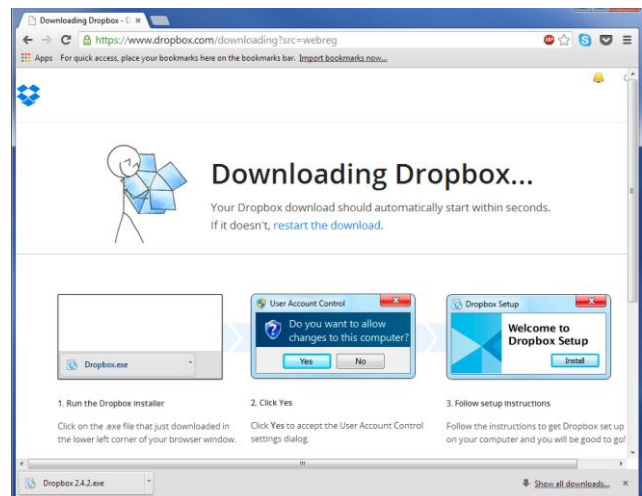 Downloading Dropbox - D
https://www.dropbox.com/downloading?src=webreg
Apps For quick access, place your bookmarks here on the bookmarks bar. Import bookmarks now...
Downloading Dropbox...
Your Dropbox download should automatically start within seconds.
If it doesn't, restart the download.
Dropbox.exe
User Account Control
Do you want to allow
changes to this computer?
Yes No
Dropbox Setup
Welcome to
Dropbox Setup
Install
1. Run the Dropbox installer
Click on the .exe file that just downloaded in
the lower left corner of your browser window.
2. Click Yes
Click Yes to accept the User Account Control
settings dialog.
3. Follow setup instructions
Follow the instructions to get Dropbox set up
on your computer and you will be good to go!
Dropbox 2.4.2.exe
Show all downloads...